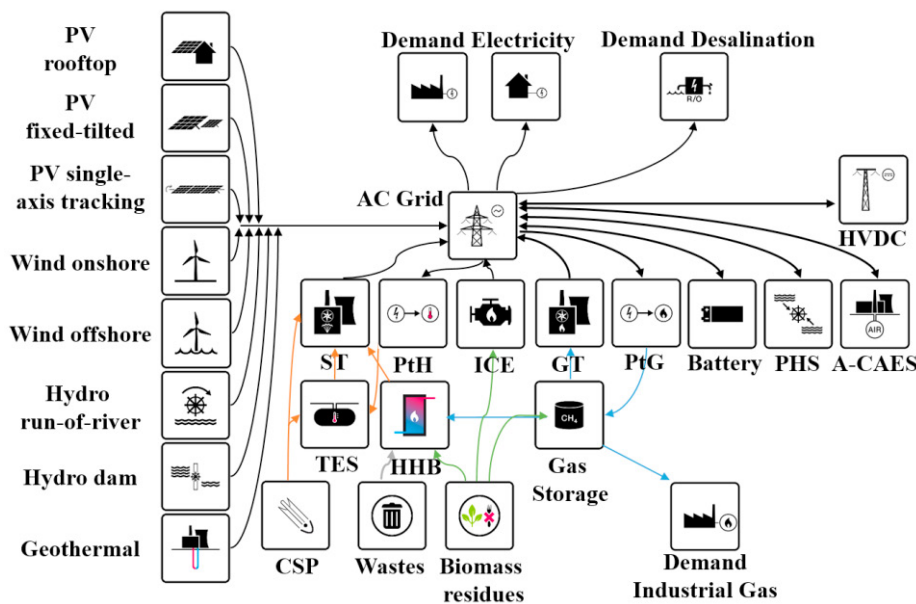 PV
rooftop
PV
fixed-tilted
PV single-
axis tracking
Wind onshore
Wind offshore
Hydro
run-of-river
Hydro dam
Geothermal
Demand Electricity
Demand Desalination
R/O
AC Grid
HVDC
ST
PtH
ICE
GT
PtG
Battery
PHS
AIR
A-CAES
TES
HHB
CH4
Gas
Storage
CSP
Wastes
Biomass
residues
Demand
Industrial Gas